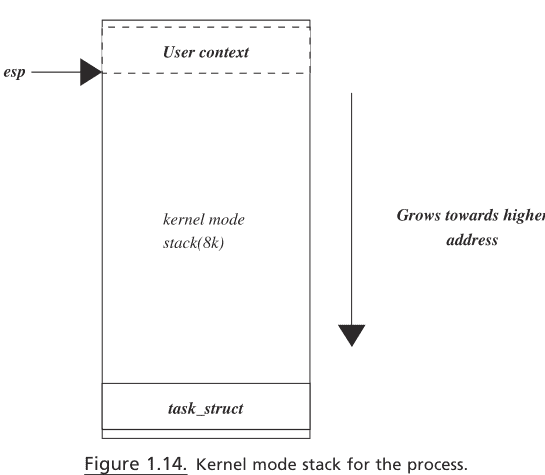 User context
esp
kernel mode
stack(8k)
Grows towards higher
address
task_struct
Figure 1.14. Kernel mode stack for the process.